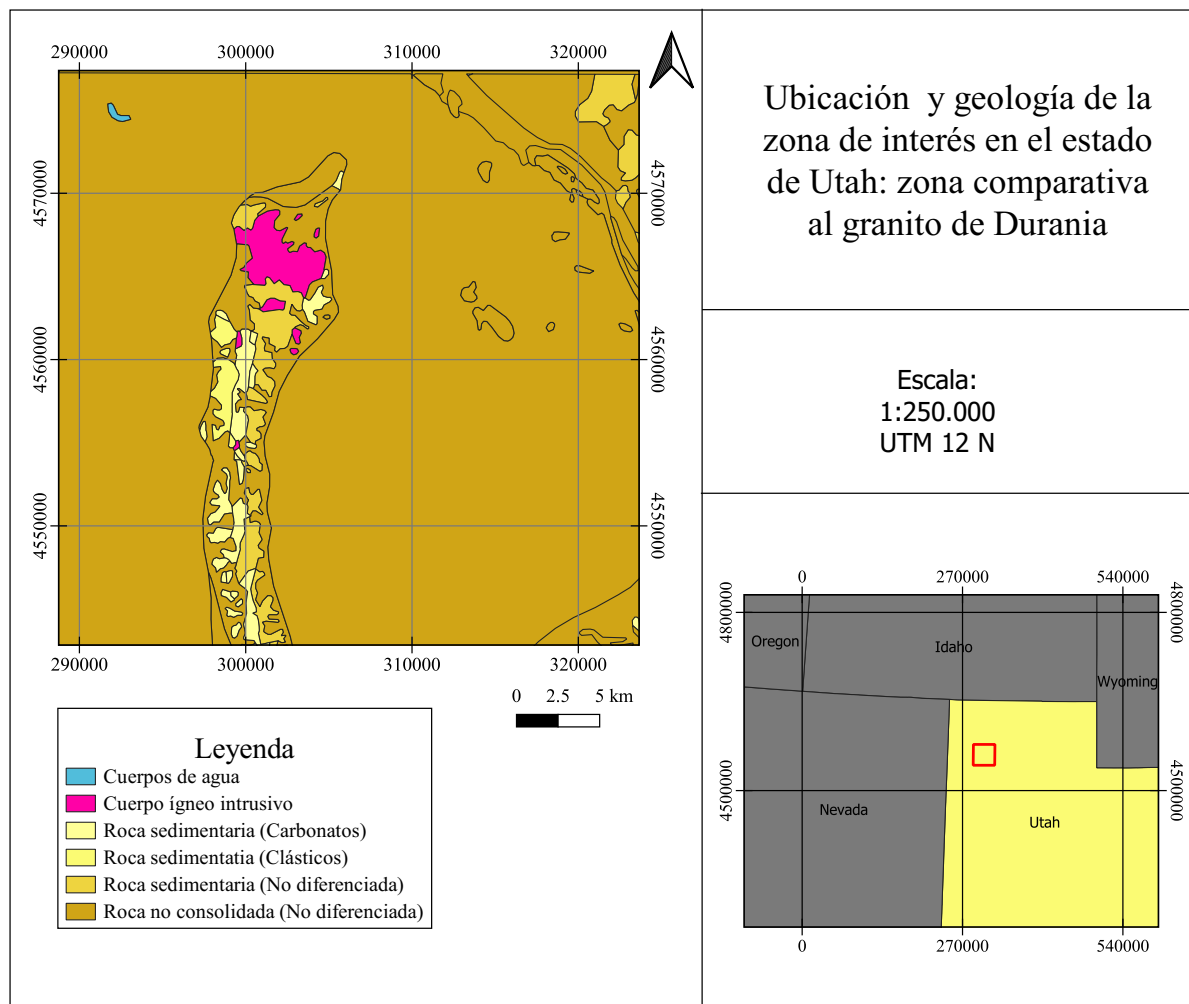 290000 300000 310000 320000
4570000 4570000
4560000 4560000
4550000 4550000
290000 300000 310000 320000
0 2.5 5 km
Leyenda
Cuerpos de agua
Cuerpo ígneo intrusivo
Roca sedimentaria (Carbonatos)
Roca sedimentatia (Clásticos)
Roca sedimentaria (No diferenciada)
Roca no consolidada (No diferenciada)
Ubicación y geología de la
zona de interés en el estado
de Utah: zona comparativa
al granito de Durania
Escala:
1:250.000
UTM 12 N
0 270000 540000
4800000 4800000
Oregon Idaho
Wyoming
4500000 4500000
Nevada Utah
0 270000 540000